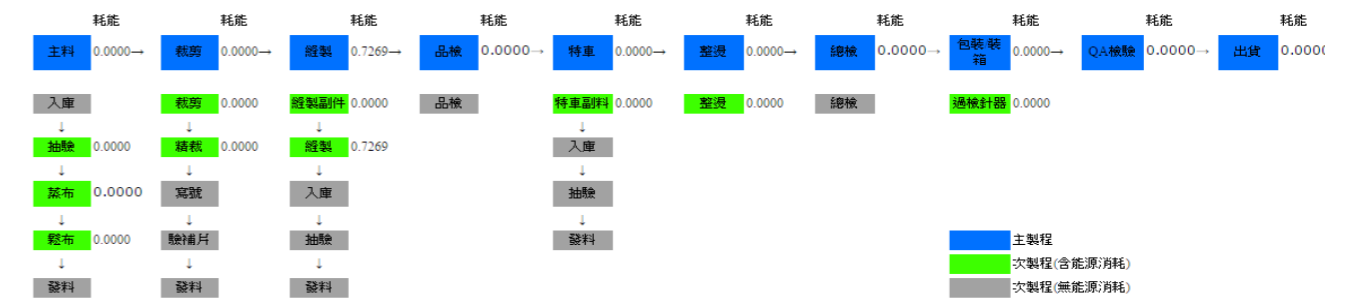 耗能 耗能 耗能 耗能 耗能 耗能 耗能 耗能 耗能 耗能
主料 0.0000→ 裁剪 0.0000→ 縫製 0.7269→ 品檢 0.0000→ 特車 0.0000→ 整燙 0.0000→ 總檢 0.0000→ 包裝 裝箱 0.0000→ QA檢驗 0.0000→ 出貨 0.000
入庫 裁剪 0.0000 縫製副件 0.0000 品檢 特車副料 0.0000 整燙 0.0000 總檢 過檢針器 0.0000
↓ ↓ ↓ ↓
抽驗 0.0000 精裁 0.0000 縫製 0.7269 入庫
↓ ↓ ↓ ↓
蒸布 0.0000 寫號 入庫 抽驗
↓ ↓ ↓ ↓
鬆布 0.0000 驗補片 抽驗 發料 主製程
↓ ↓ ↓ 次製程(含能源消耗)
發料 發料 發料 次製程(無能源消耗)